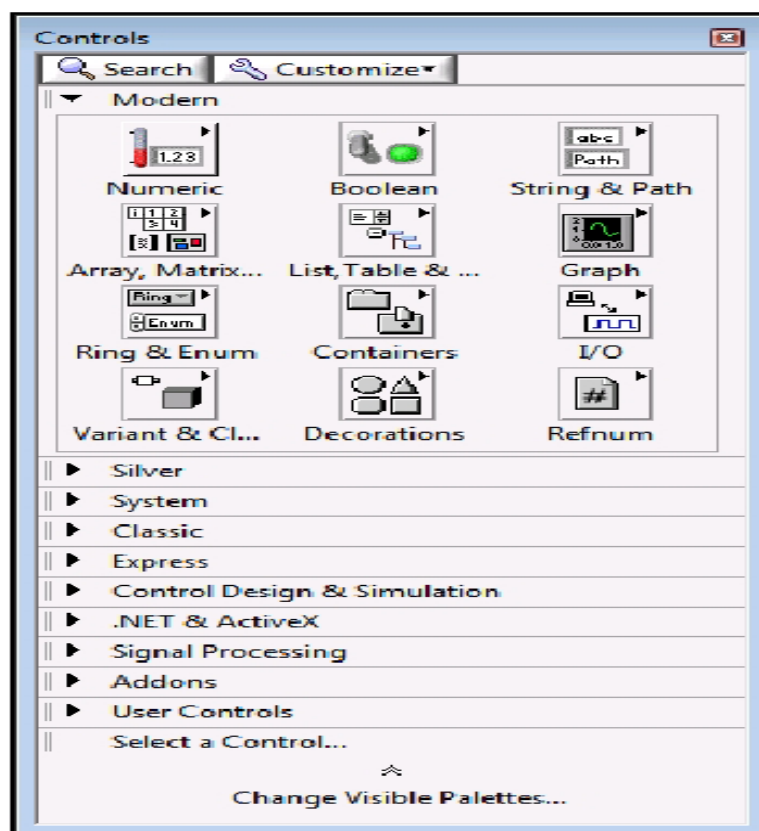 Controls
Search Customize
Modern
1.23 abc
Path
Numeric Boolean String & Path
Array, Matrix... List, Table & ... Graph
Ring
Enum
Ring & Enum Containers I/O
#
Variant & Cl... Decorations Refnum
Silver
System
Classic
Express
Control Design & Simulation
.NET & ActiveX
Signal Processing
Addons
User Controls
Select a Control...
Change Visible Palettes...